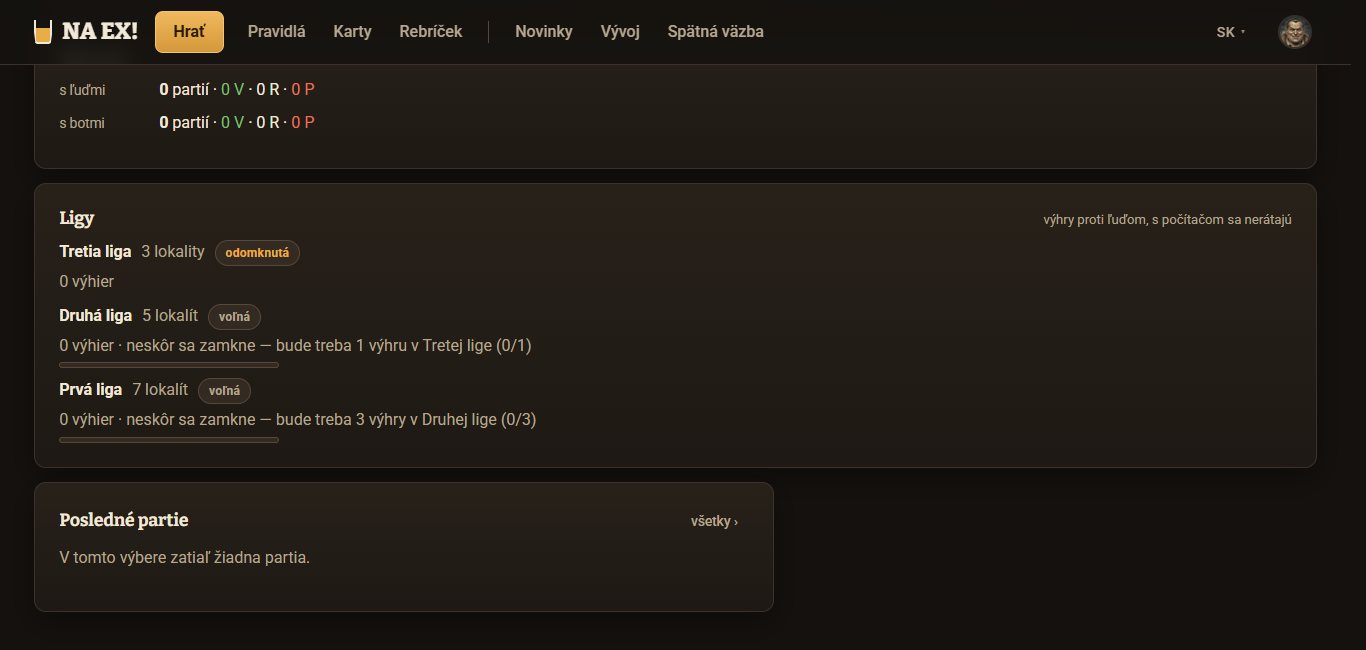 NA EX! Hrať Pravidlá Karty Rebríček Novinky Vývoj Spätná väzba SK
s ľuďmi 0 partií · 0 V · 0 R · 0 P
s botmi 0 partií · 0 V · 0 R · 0 P
Ligy výhry proti ľuďom, s počítačom sa nerátajú
Tretia liga 3 lokality odomknutá
0 výhier
Druhá liga 5 lokalít voľná
0 výhier · neskôr sa zamkne — bude treba 1 výhru v Tretej lige (0/1)
Prvá liga 7 lokalít voľná
0 výhier · neskôr sa zamkne — bude treba 3 výhry v Druhej lige (0/3)
Posledné partie všetky ›
V tomto výbere zatiaľ žiadna partia.